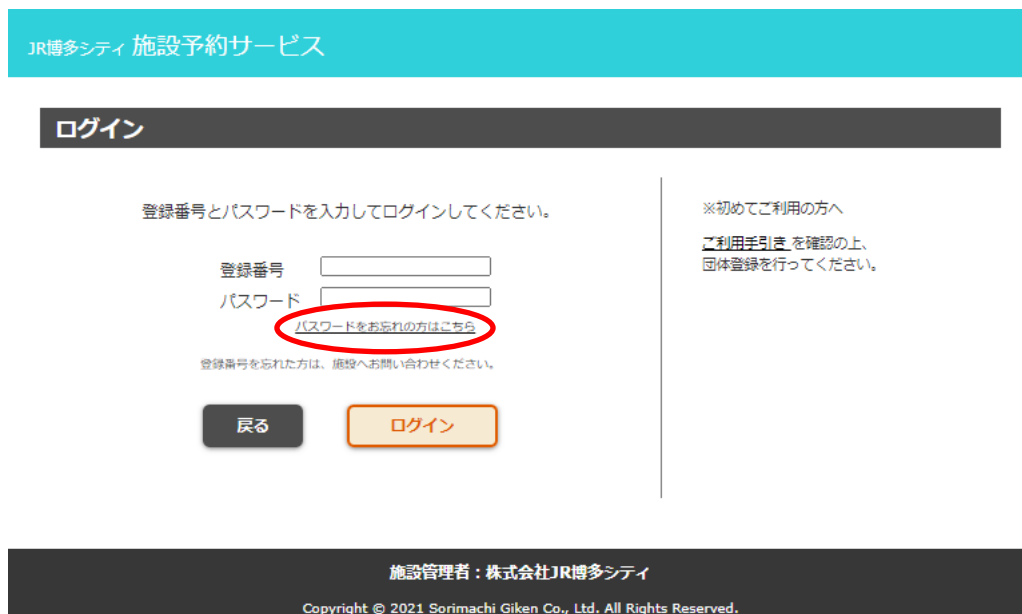 JR博多シティ 施設予約サービス
ログイン
登録番号とパスワードを入力してログインしてください。
登録番号
パスワード
パスワードをお忘れの方はこちら
登録番号を忘れた方は、施設へお問い合わせください。
戻る
ログイン
※初めてご利用の方へ
ご利用手引き を確認の上、
団体登録を行ってください。
施設管理者：株式会社JR博多シティ
Copyright © 2021 Sorimachi Giken Co., Ltd. All Rights Reserved.